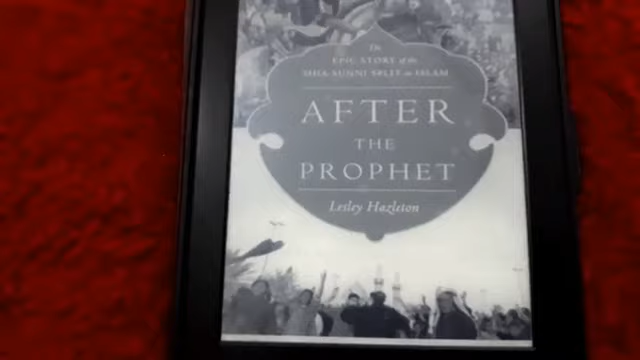 The
EPIC STORY of the
SHIA-SUNNI SPLIT in ISLAM
AFTER
THE
PROPHET
Lesley Hazleton